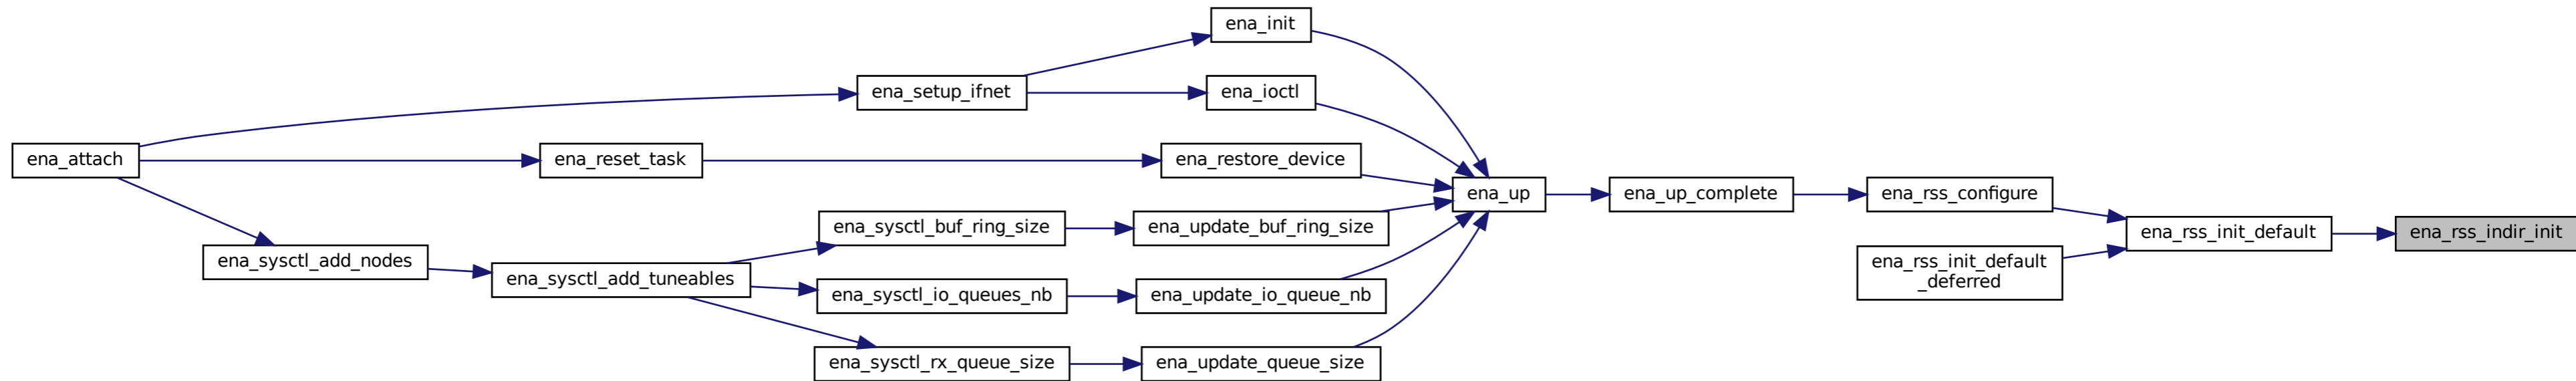 ena_init
ena_setup_ifnet
ena_ioctl
ena_attach
ena_reset_task
ena_restore_device
ena_up
ena_up_complete
ena_rss_configure
ena_sysctl_buf_ring_size
ena_update_buf_ring_size
ena_rss_init_default
ena_rss_indir_init
ena_sysctl_add_nodes
ena_rss_init_default
_deferred
ena_sysctl_add_tuneables
ena_sysctl_io_queues_nb
ena_update_io_queue_nb
ena_sysctl_rx_queue_size
ena_update_queue_size